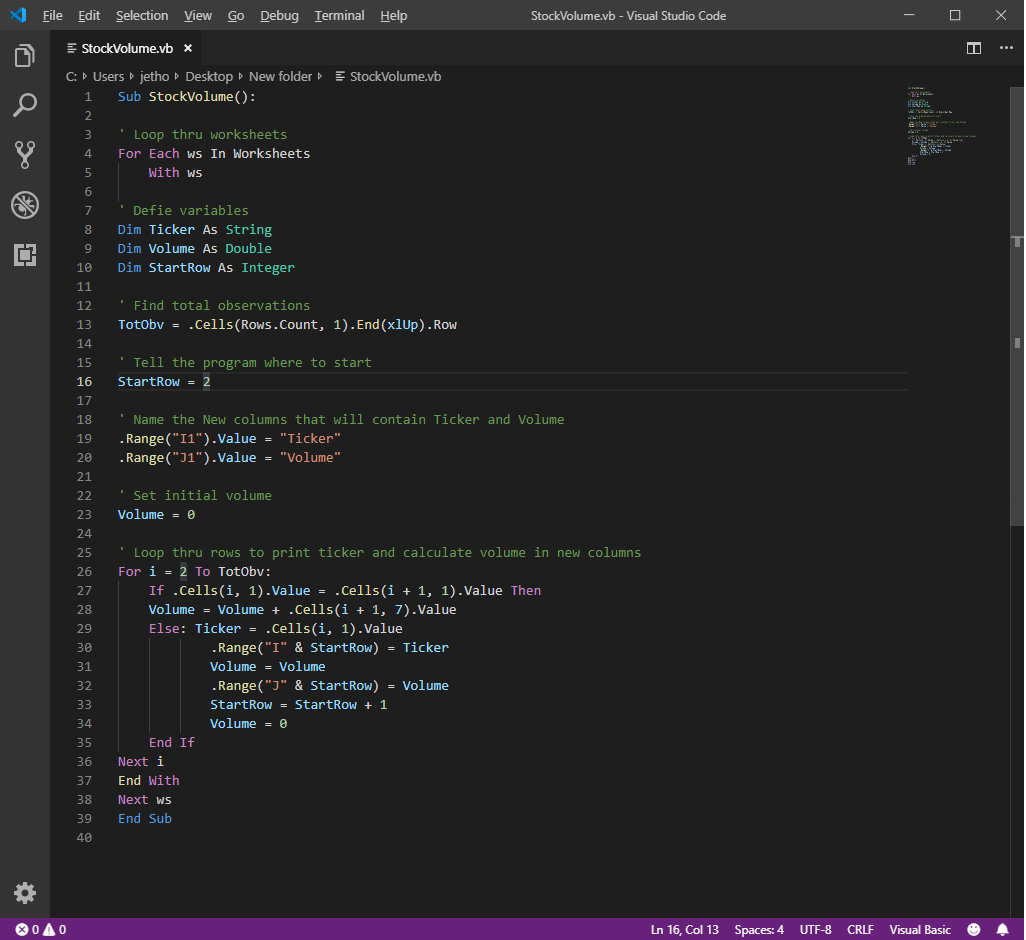 File Edit Selection View Go Debug Terminal Help StockVolume.vb - Visual Studio Code
StockVolume.vb
C: Users jetho Desktop New folder StockVolume.vb
1 Sub StockVolume():
2
3 ' Loop thru worksheets
4 For Each ws In Worksheets
5 With ws
6
7 ' Defie variables
8 Dim Ticker As String
9 Dim Volume As Double
10 Dim StartRow As Integer
11
12 ' Find total observations
13 TotObv = .Cells(Rows.Count, 1).End(xlUp).Row
14
15 ' Tell the program where to start
16 StartRow = 2
17
18 ' Name the New columns that will contain Ticker and Volume
19 .Range("I1").Value = "Ticker"
20 .Range("J1").Value = "Volume"
21
22 ' Set initial volume
23 Volume = 0
24
25 ' Loop thru rows to print ticker and calculate volume in new columns
26 For i = 2 To TotObv:
27 If .Cells(i, 1).Value = .Cells(i + 1, 1).Value Then
28 Volume = Volume + .Cells(i + 1, 7).Value
29 Else: Ticker = .Cells(i, 1).Value
30 .Range("I" & StartRow) = Ticker
31 Volume = Volume
32 .Range("J" & StartRow) = Volume
33 StartRow = StartRow + 1
34 Volume = 0
35 End If
36 Next i
37 End With
38 Next ws
39 End Sub
40
0 0 Ln 16, Col 13 Spaces: 4 UTF-8 CRLF Visual Basic